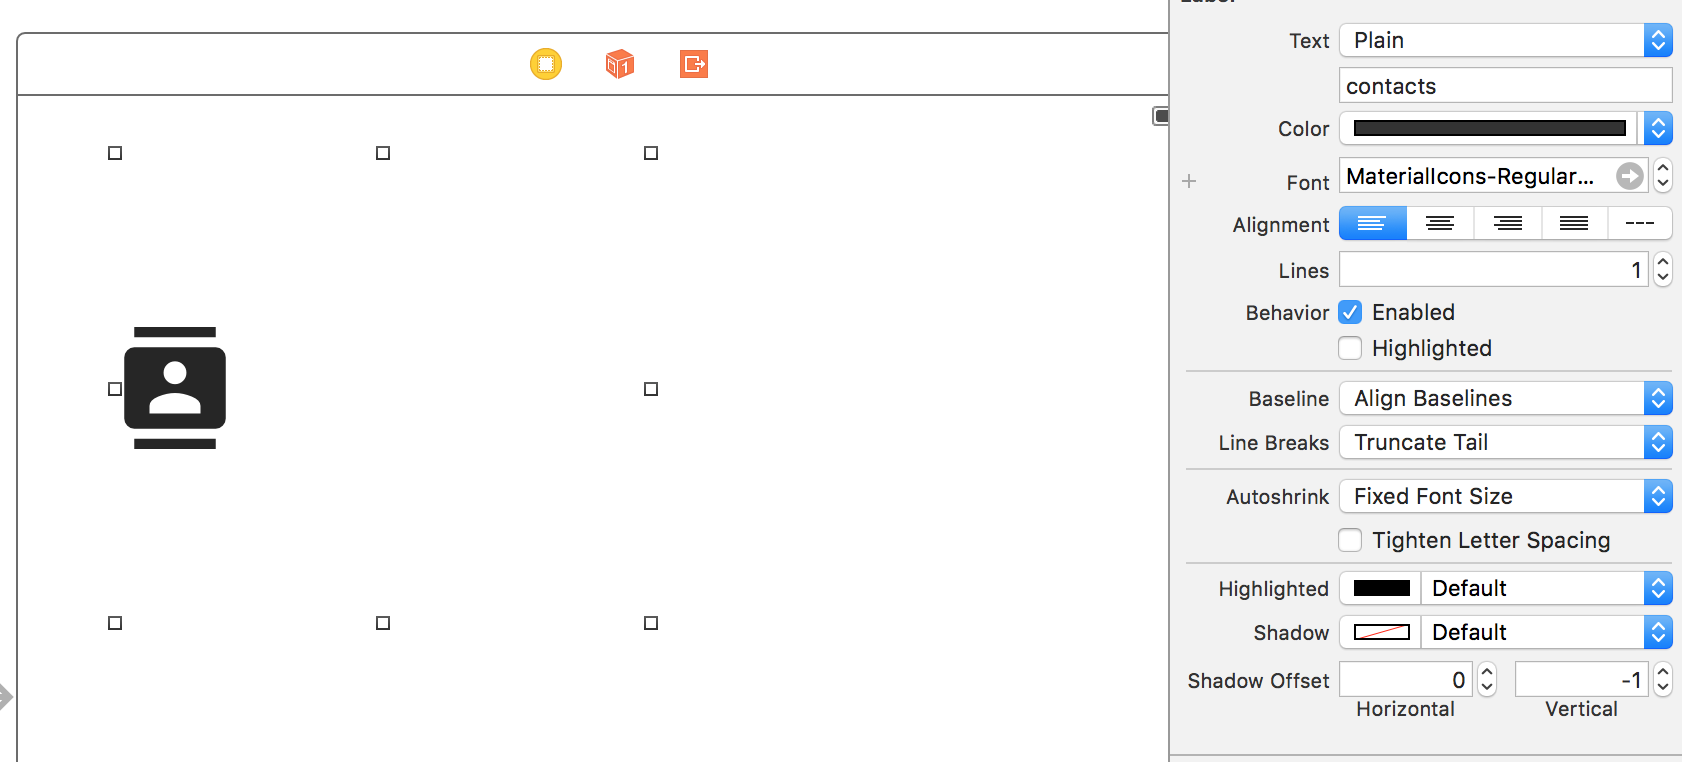 Label
Text Plain
contacts
Color
Font MaterialIcons-Regular...
Alignment
Lines 1
Behavior Enabled
Highlighted
Baseline Align Baselines
Line Breaks Truncate Tail
Autoshrink Fixed Font Size
Tighten Letter Spacing
Highlighted Default
Shadow Default
Shadow Offset 0 -1
Horizontal Vertical